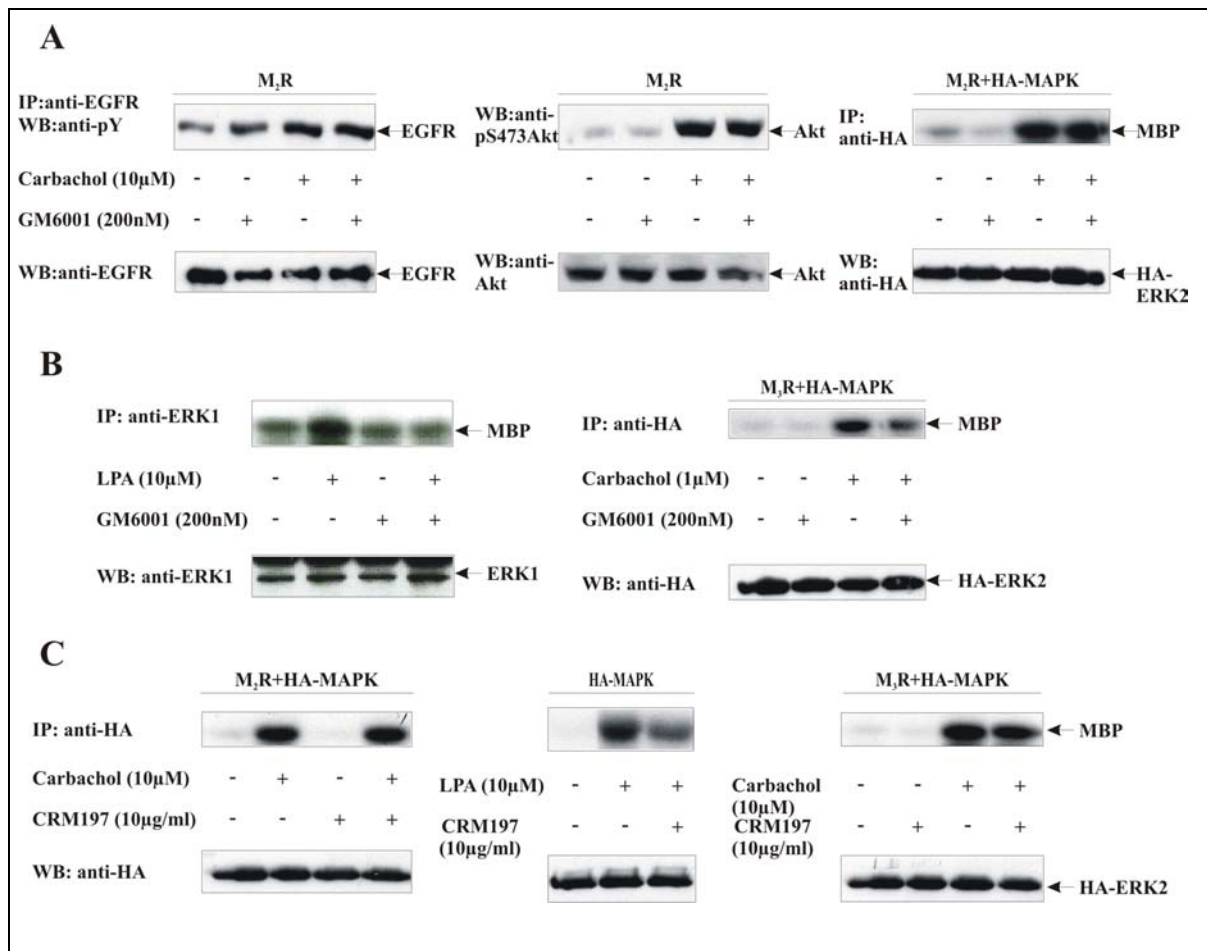 A
M2R
IP:anti-EGFR
WB:anti-pY
EGFR
Carbachol (10µM) - - + +
GM6001 (200nM) - + - +
WB:anti-EGFR
EGFR
M2R
WB:anti-
pS473Akt
Akt
- - + +
- + - +
WB:anti-
Akt
Akt
M2R+HA-MAPK
IP:
anti-HA
MBP
- - + +
- + - +
WB:
anti-HA
HA-
ERK2
B
IP: anti-ERK1
MBP
LPA (10µM) - + - +
GM6001 (200nM) - - + +
WB: anti-ERK1
ERK1
M3R+HA-MAPK
IP: anti-HA
MBP
Carbachol (1µM) - - + +
GM6001 (200nM) - + - +
WB: anti-HA
HA-ERK2
C
M2R+HA-MAPK
IP: anti-HA
Carbachol (10µM) - + - +
CRM197 (10µg/ml) - - + +
WB: anti-HA
HA-MAPK
LPA (10µM) - + +
CRM197 - - +
(10µg/ml)
M3R+HA-MAPK
MBP
Carbachol - - + +
(10µM)
CRM197 - + - +
(10µg/ml)
HA-ERK2